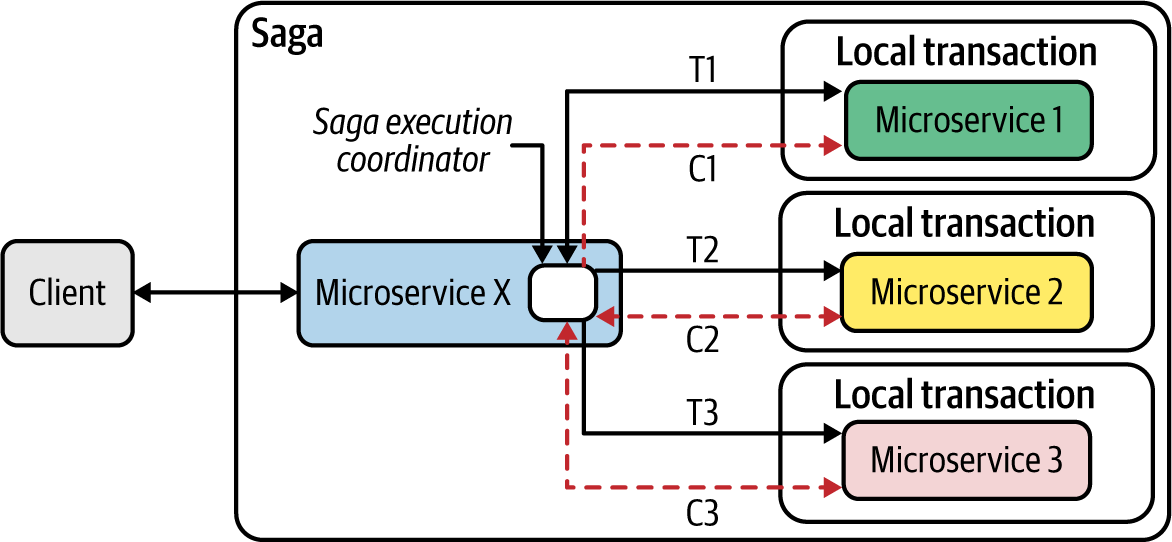 Saga
Local transaction
T1
Microservice 1
Saga execution
coordinator
C1
Local transaction
T2
Client
Microservice X
Microservice 2
C2
Local transaction
T3
Microservice 3
C3